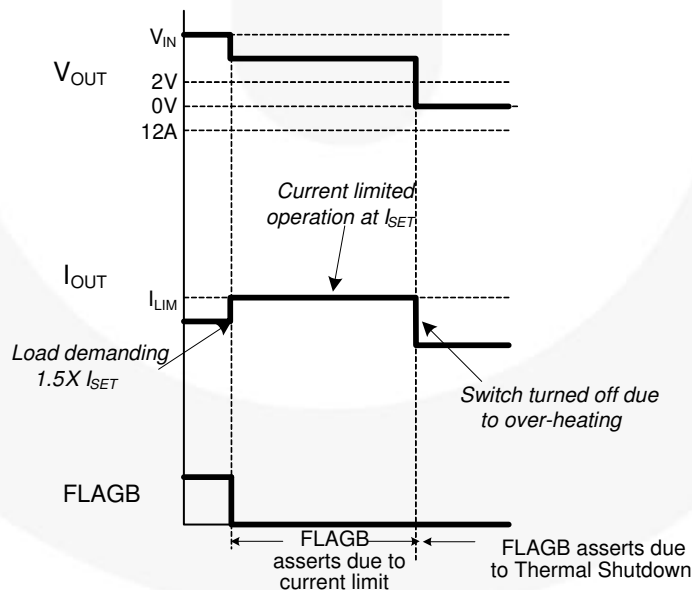 VIN
VOUT
2V
0V
12A
Current limited
operation at ISET
IOUT
ILIM
Load demanding
1.5X ISET
Switch turned off due
to over-heating
FLAGB
FLAGB
asserts due to
current limit
FLAGB asserts due
to Thermal Shutdown